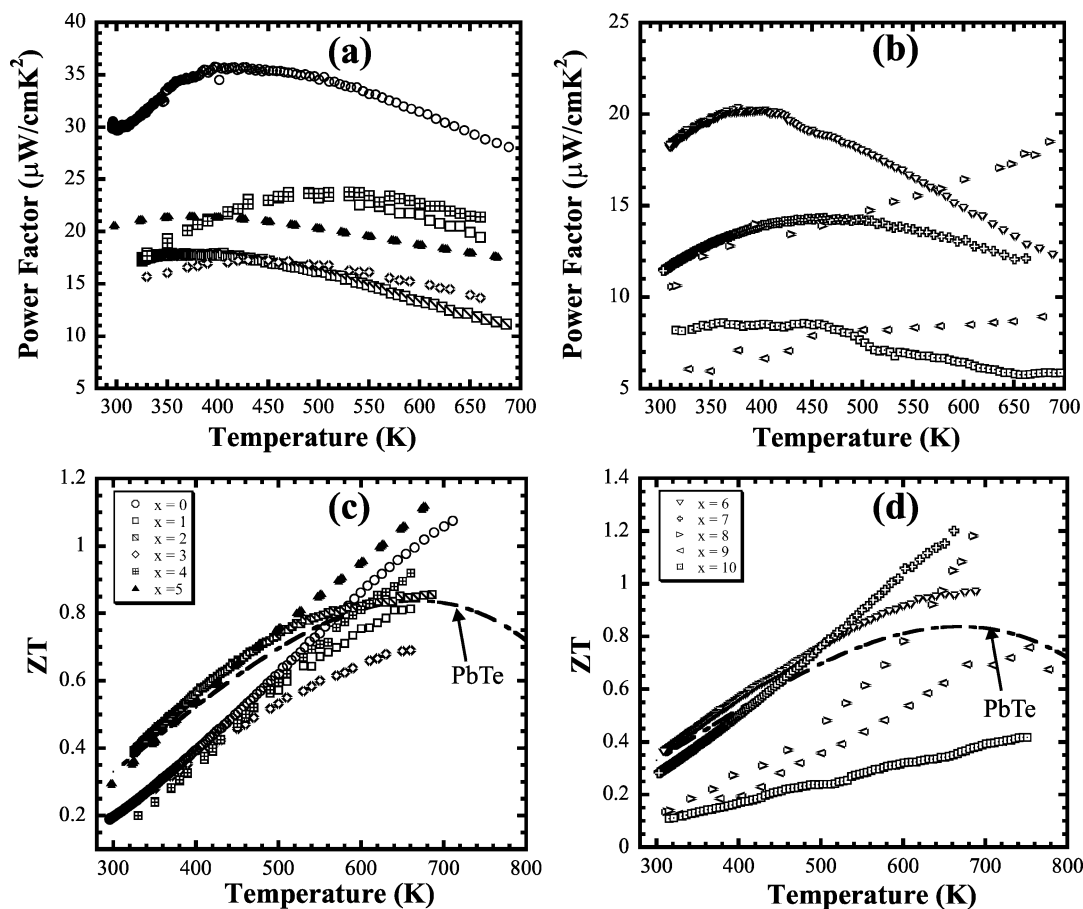 (a)
Power Factor (μW/cmK²)
40
35
30
25
20
15
10
5
300 400 500 600 700
Temperature (K)
(b)
Power Factor (μW/cmK²)
25
20
15
10
5
300 350 400 450 500 550 600 650 700
Temperature (K)
(c)
ZT
1.2
1
0.8
0.6
0.4
0.2
x = 0
x = 1
x = 2
x = 3
x = 4
x =5
PbTe
300 400 500 600 700 800
Temperature (K)
(d)
ZT
1.4
1.2
1
0.8
0.6
0.4
0.2
0
x = 6
x = 7
x = 8
x = 9
x = 10
PbTe
300 400 500 600 700 800
Temperature (K)